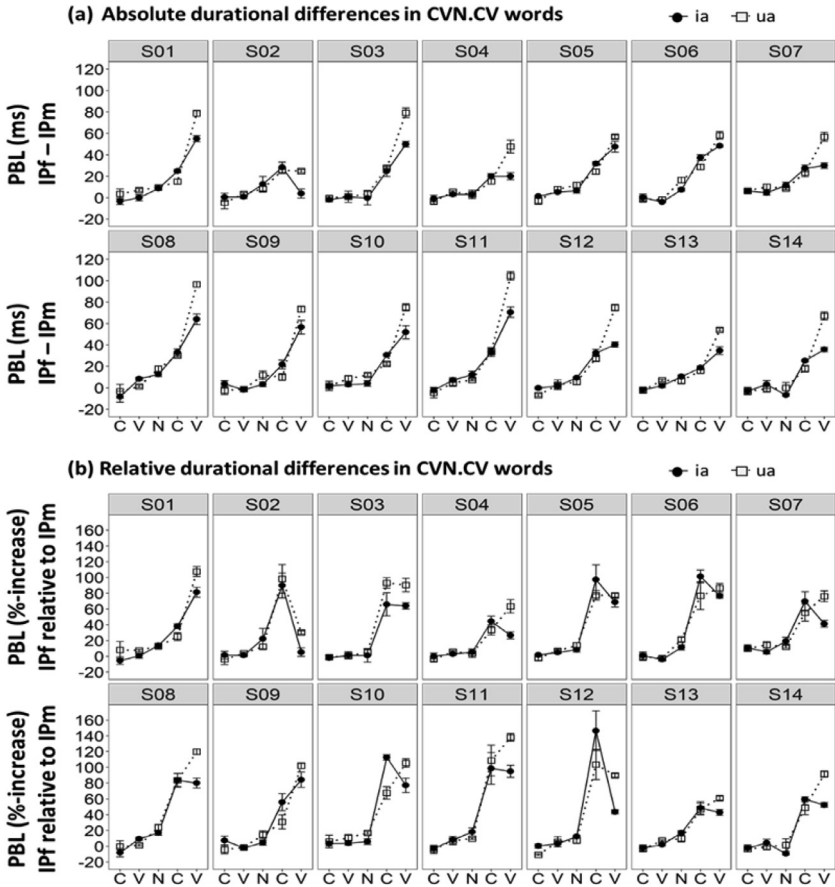 (a) Absolute durational differences in CVN.CV words ia ua
S01 S02 S03 S04 S05 S06 S07
PBL (ms)
IPf – IPm
120
100
80
60
40
20
0
-20
S08 S09 S10 S11 S12 S13 S14
PBL (ms)
IPf – IPm
120
100
80
60
40
20
0
-20
C V N C V C V N C V C V N C V C V N C V C V N C V C V N C V C V N C V
(b) Relative durational differences in CVN.CV words ia ua
S01 S02 S03 S04 S05 S06 S07
PBL (%-increase)
IPf relative to IPm
160
140
120
100
80
60
40
20
0
-20
S08 S09 S10 S11 S12 S13 S14
PBL (%-increase)
IPf relative to IPm
160
140
120
100
80
60
40
20
0
-20
C V N C V C V N C V C V N C V C V N C V C V N C V C V N C V C V N C V